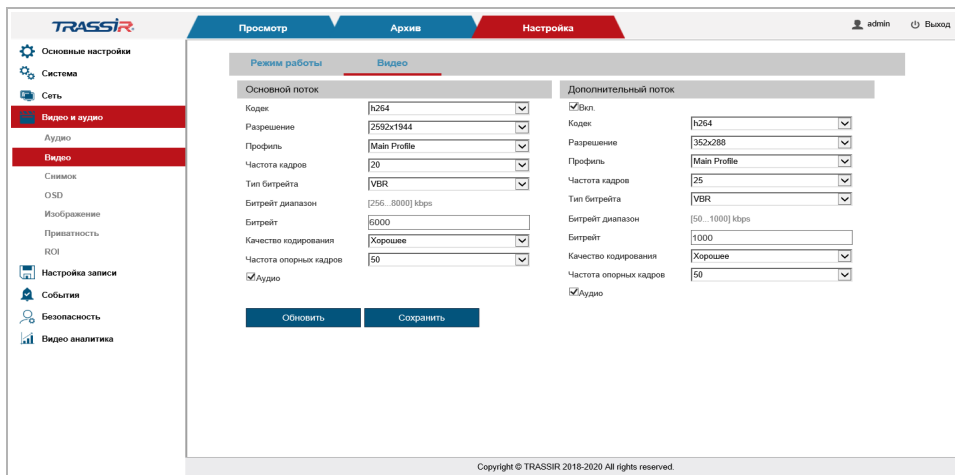 TRASSIR
Просмотр
Архив
Настройка
admin
Выход
Основные настройки
Система
Сеть
Видео и аудио
Аудио
Видео
Снимок
OSD
Изображение
Приватность
ROI
Настройка записи
События
Безопасность
Видео аналитика
Режим работы
Видео
Основной поток
Кодек h264
Разрешение 2592x1944
Профиль Main Profile
Частота кадров 20
Тип битрейта VBR
Битрейт диапазон [256...8000] kbps
Битрейт 6000
Качество кодирования Хорошее
Частота опорных кадров 50
Аудио
Обновить
Сохранить
Дополнительный поток
Вкл.
Кодек h264
Разрешение 352x288
Профиль Main Profile
Частота кадров 25
Тип битрейта VBR
Битрейт диапазон [50...1000] kbps
Битрейт 1000
Качество кодирования Хорошее
Частота опорных кадров 50
Аудио
Copyright © TRASSIR 2018-2020 All rights reserved.